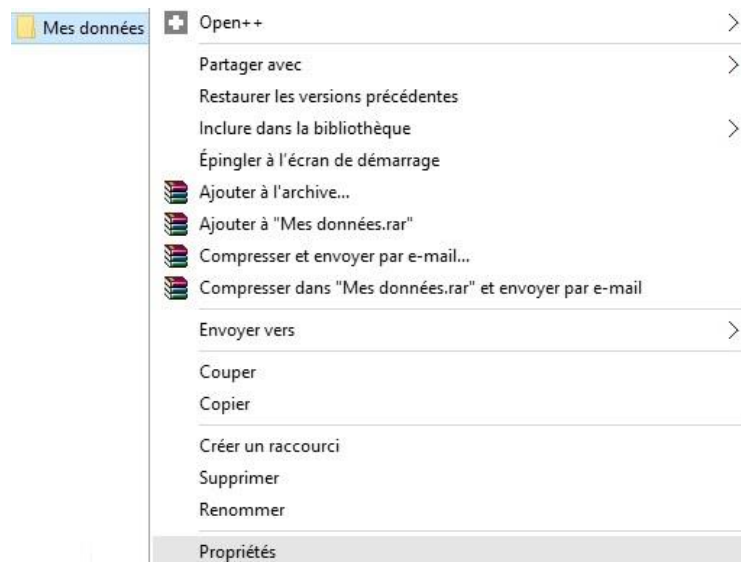 Mes données
Open++
Partager avec
Restaurer les versions précédentes
Inclure dans la bibliothèque
Épingler à l'écran de démarrage
Ajouter à l'archive...
Ajouter à "Mes données.rar"
Compresser et envoyer par e-mail...
Compresser dans "Mes données.rar" et envoyer par e-mail
Envoyer vers
Couper
Copier
Créer un raccourci
Supprimer
Renommer
Propriétés